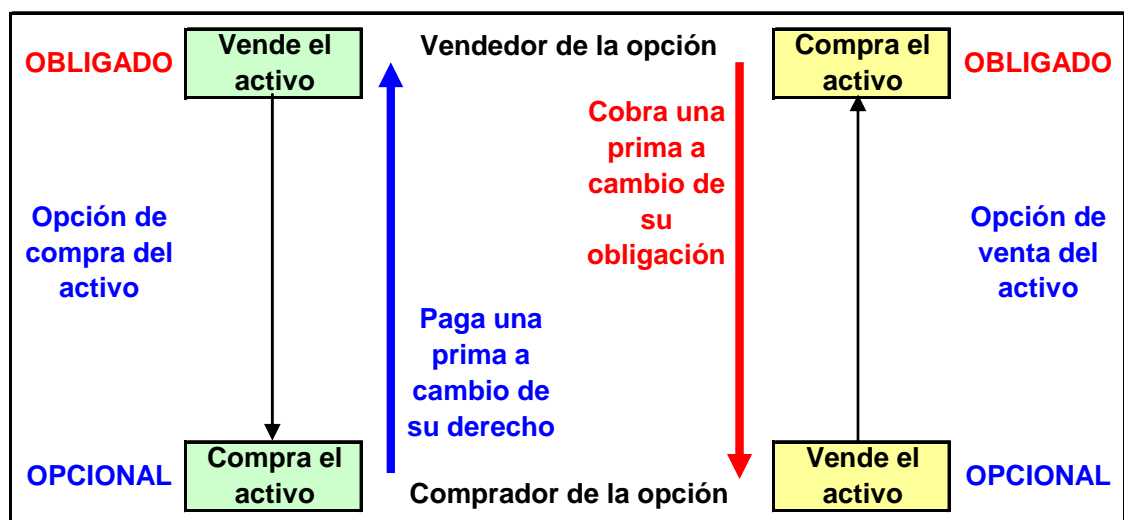 OBLIGADO
Vende el
activo
Vendedor de la opción
Compra el
activo
OBLIGADO
Cobra una
prima a
cambio de
su
obligación
Opción de
compra del
activo
Opción de
venta del
activo
Paga una
prima a
cambio de
su derecho
OPCIONAL
Compra el
activo
Comprador de la opción
Vende el
activo
OPCIONAL